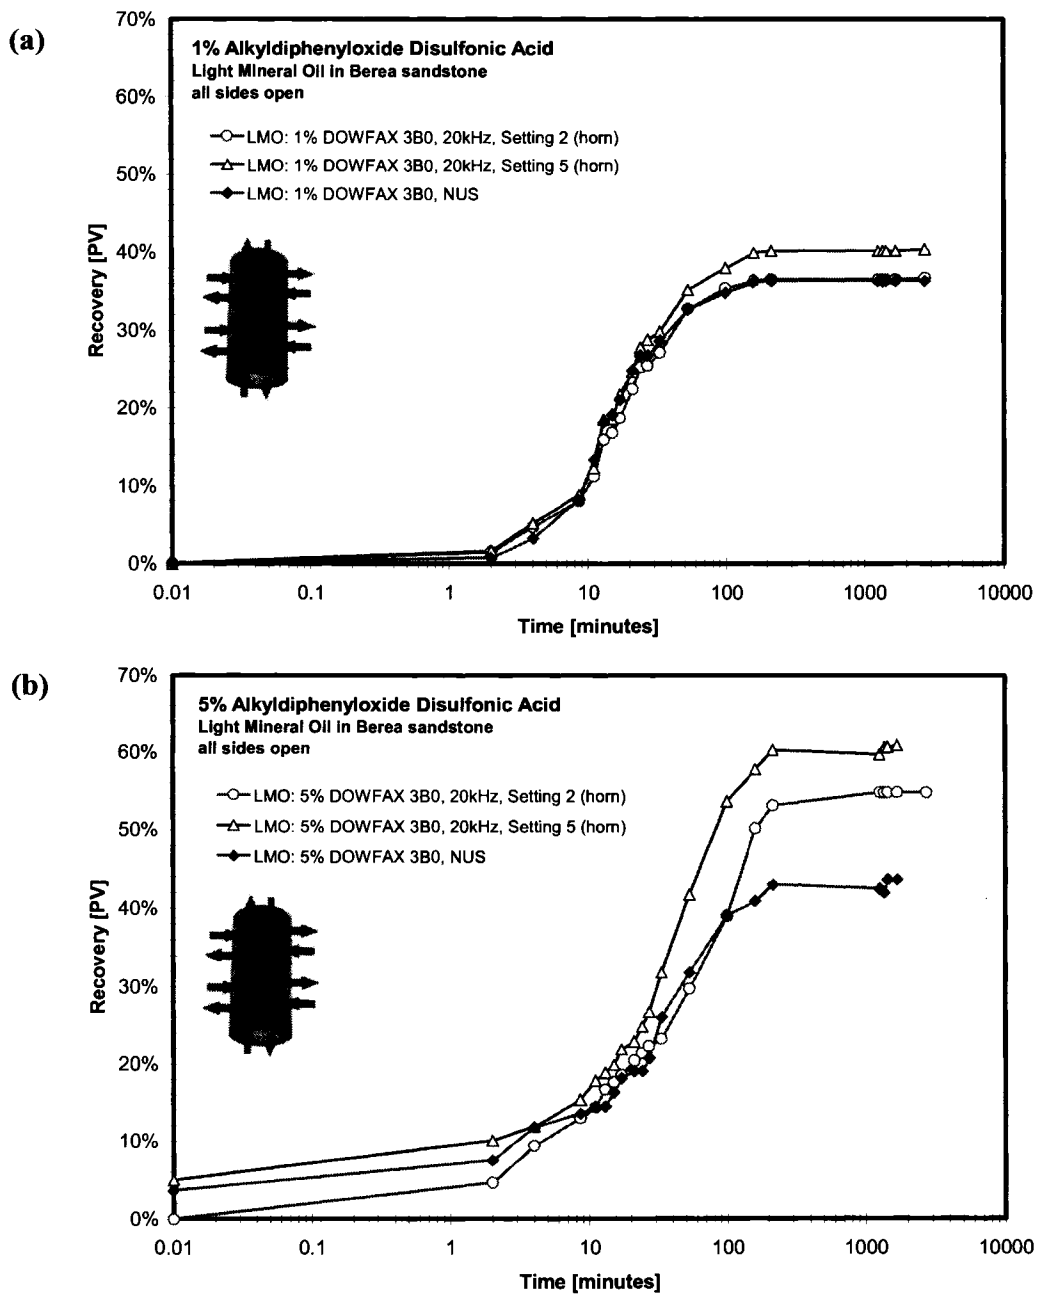 (a)
70%
60%
50%
40%
30%
20%
10%
0%
Recovery [PV]
1% Alkyldiphenyloxide Disulfonic Acid
Light Mineral Oil in Berea sandstone
all sides open
LMO: 1% DOWFAX 3B0, 20kHz, Setting 2 (horn)
LMO: 1% DOWFAX 3B0, 20kHz, Setting 5 (horn)
LMO: 1% DOWFAX 3B0, NUS
0.01 0.1 1 10 100 1000 10000
Time [minutes]
(b)
70%
60%
50%
40%
30%
20%
10%
0%
Recovery [PV]
5% Alkyldiphenyloxide Disulfonic Acid
Light Mineral Oil in Berea sandstone
all sides open
LMO: 5% DOWFAX 3B0, 20kHz, Setting 2 (horn)
LMO: 5% DOWFAX 3B0, 20kHz, Setting 5 (horn)
LMO: 5% DOWFAX 3B0, NUS
0.01 0.1 1 10 100 1000 10000
Time [minutes]